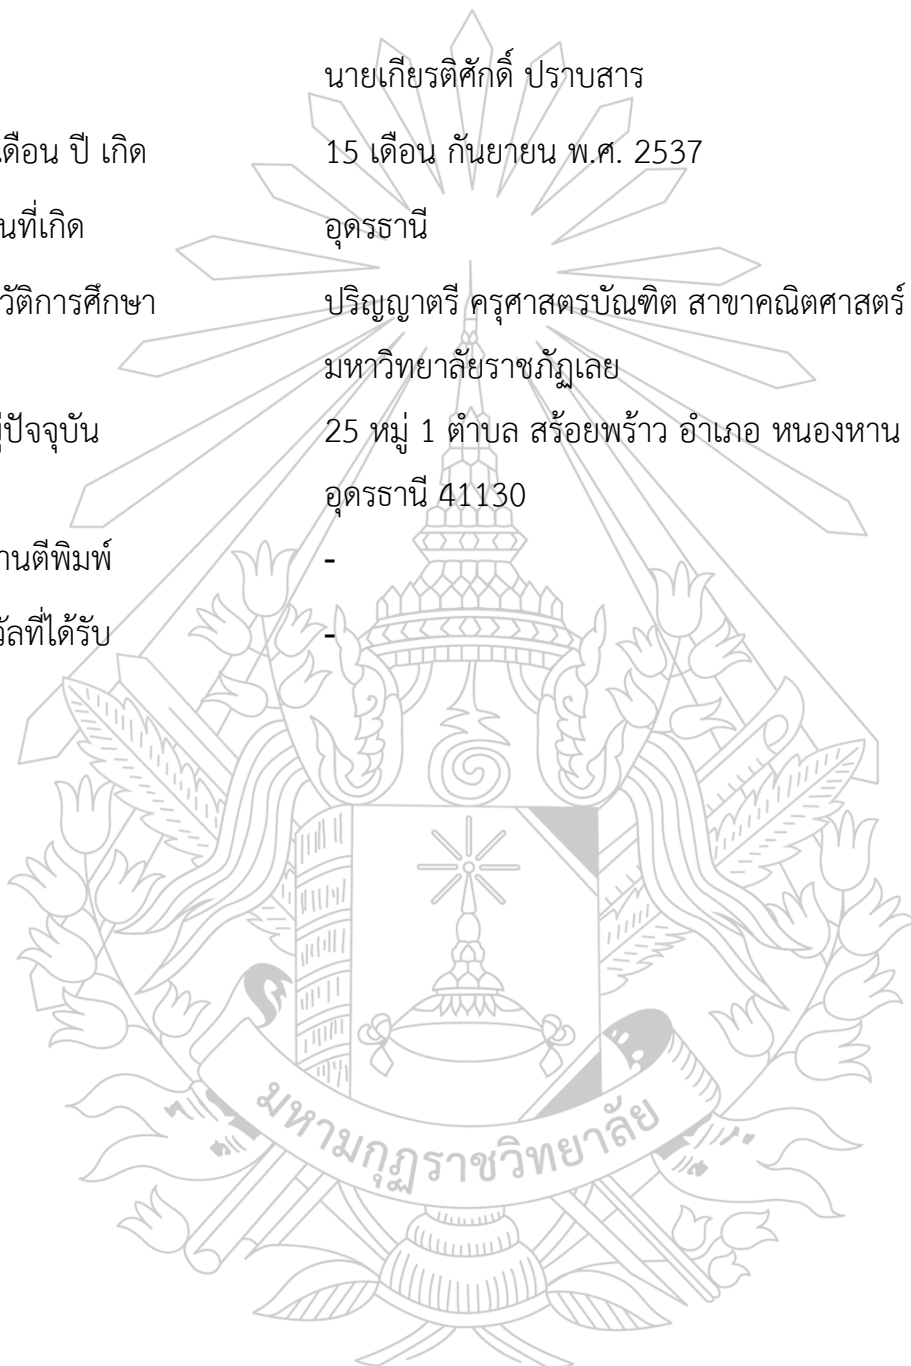 นายเกียรติศักดิ์ ปราบสาร
เดือน ปี เกิด 15 เดือน กันยายน พ.ศ. 2537
นที่เกิด อุดรธานี
วัติการศึกษา ปริญญาตรี ครุศาสตรบัณฑิต สาขาคณิตศาสตร์
มหาวิทยาลัยราชภัฏเลย
ปัจจุบัน 25 หมู่ 1 ตำบล สร้อยพร้าว อำเภอ หนองหาน
อุดรธานี 41130
านตีพิมพ์ -
วัลที่ได้รับ -
มหามกุฏราชวิทยาลัย